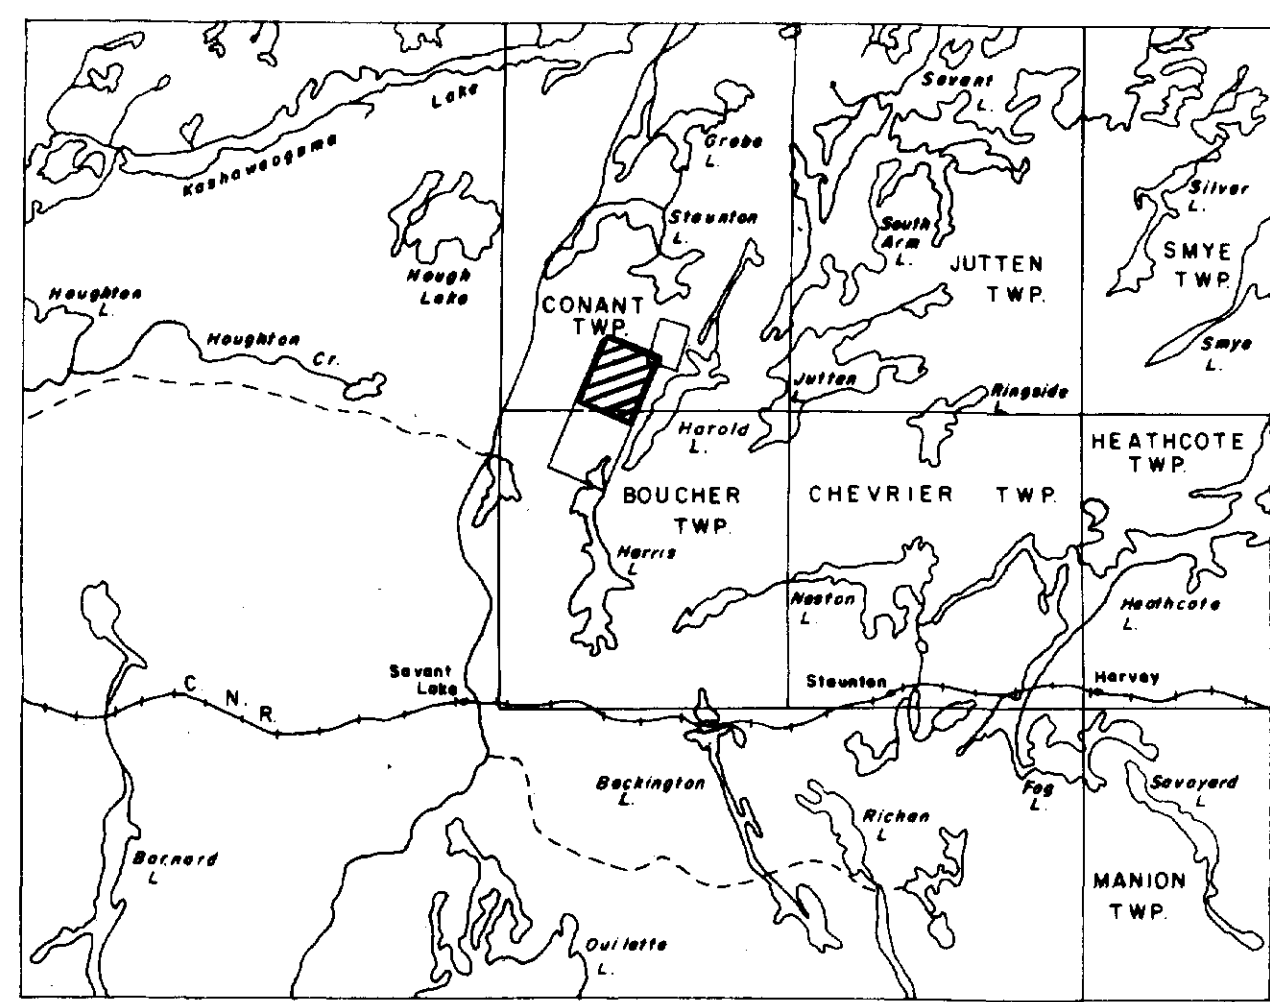 Savant
L.
Lake
Kashaweogama
Grebe
L.
Silver
L.
Staunton
L.
South
Arm
L.
SMYE
TWP.
JUTTEN
TWP.
Hough
Lake
Houghton
L.
CONANT
TWP.
Houghton
Cr.
Smye
L.
Jutten
L
Ringside
L
Harold
L.
HEATHCOTE
TWP.
BOUCHER
TWP.
CHEVRIER TWP.
Harris
L
Neston
L.
Heathcote
L.
Savant
Lake
Staunton
Harvey
C. N. R.
Beckington
L.
Fog
L.
Savoyard
L
Richan
L
Barnard
L
MANION
TWP.
Ouilette
L.